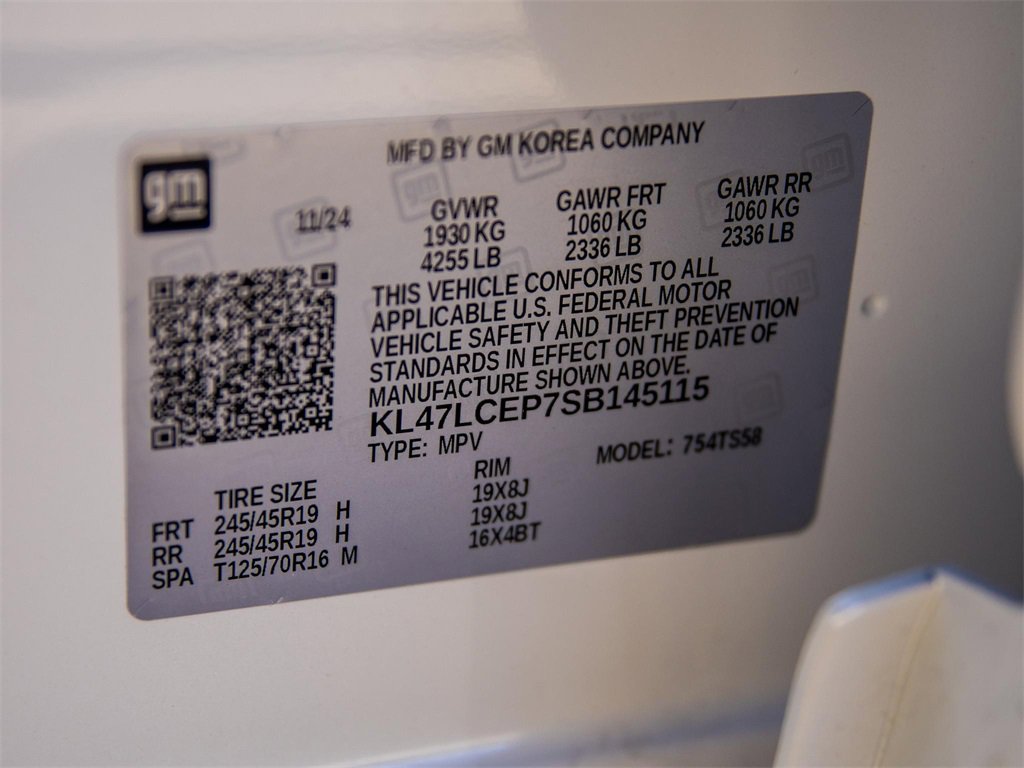 MFD BY GM KOREA COMPANY
gm
11/24
GVWR GAWR FRT GAWR RR
1930 KG 1060 KG 1060 KG
4255 LB 2336 LB 2336 LB
THIS VEHICLE CONFORMS TO ALL
APPLICABLE U.S. FEDERAL MOTOR
VEHICLE SAFETY AND THEFT PREVENTION
STANDARDS IN EFFECT ON THE DATE OF
MANUFACTURE SHOWN ABOVE.
KL47LCEP7SB145115
TYPE: MPV MODEL: 754TS58
TIRE SIZE RIM
FRT 245/45R19 H 19X8J
RR 245/45R19 H 19X8J
SPA T125/70R16 M 16X4BT